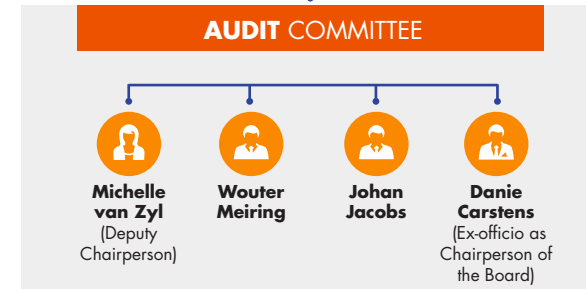 AUDIT COMMITTEE
Michelle
van Zyl
(Deputy
Chairperson)
Wouter
Meiring
Johan
Jacobs
Danie
Carstens
(Ex-officio as
Chairperson of
the Board)